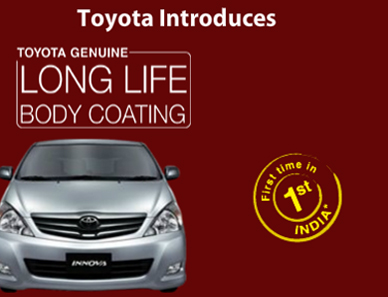 Toyota Introduces
TOYOTA GENUINE
LONG LIFE
BODY COATING
First time in
1st
INDIA*
INNOVA